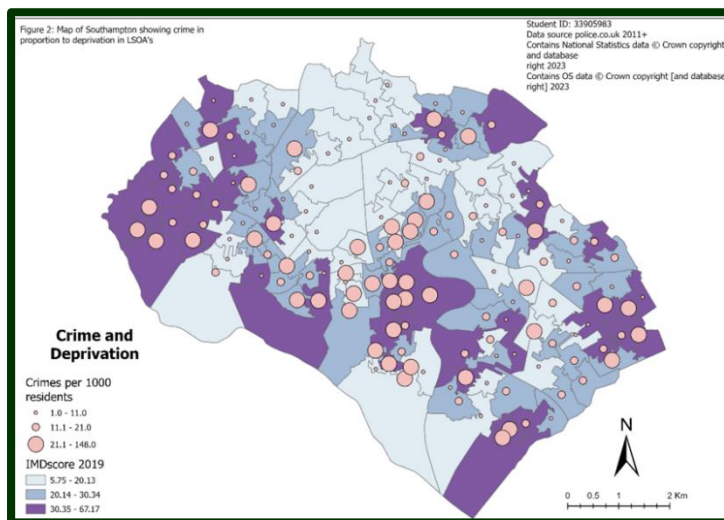 Figure 2: Map of Southampton showing crime in
proportion to deprivation in LSOA's
Student ID: 33905983
Data source police.co.uk 2011+
Contains National Statistics data © Crown copyright
and database
right 2023
Contains OS data © Crown copyright [and database
right] 2023
Crime and
Deprivation
Crimes per 1000
residents
1.0 - 11.0
11.1 - 21.0
21.1 - 148.0
IMDscore 2019
5.75 - 20.13
20.14 - 30.34
30.35 - 67.17
N
0 0.5 1 2 Km